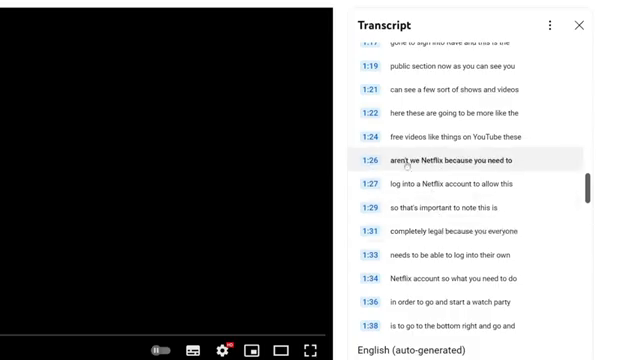 Transcript
1:17 gone to sign into Rave and this is the
1:19 public section now as you can see you
1:21 can see a few sort of shows and videos
1:22 here these are going to be more like the
1:24 free videos like things on YouTube these
1:26 aren't we Netflix because you need to
1:27 log into a Netflix account to allow this
1:29 so that's important to note this is
1:31 completely legal because you everyone
1:33 needs to be able to log into their own
1:34 Netflix account so what you need to do
1:36 in order to go and start a watch party
1:38 is to go to the bottom right and go and
English (auto-generated)
HD